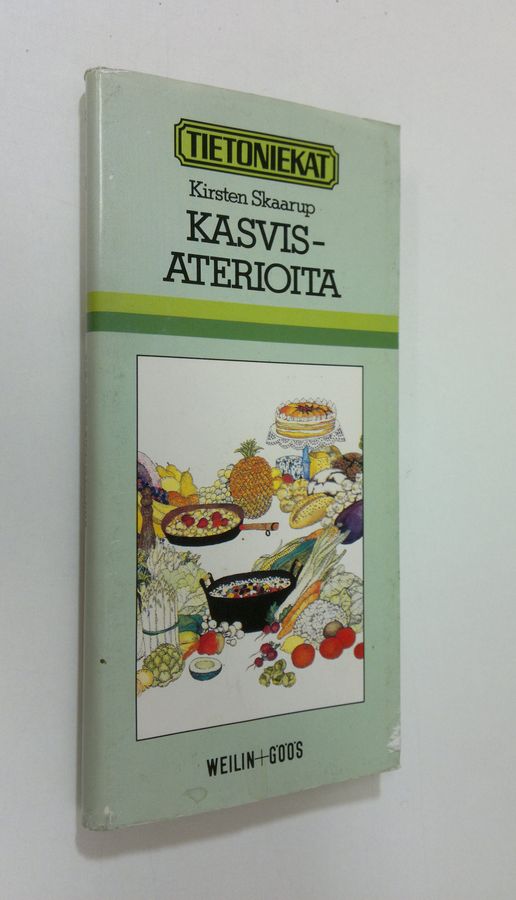 TIETONIEKAT
Kirsten Skaarup
KASVIS-
ATERIOITA
WEILIN+GÖÖS